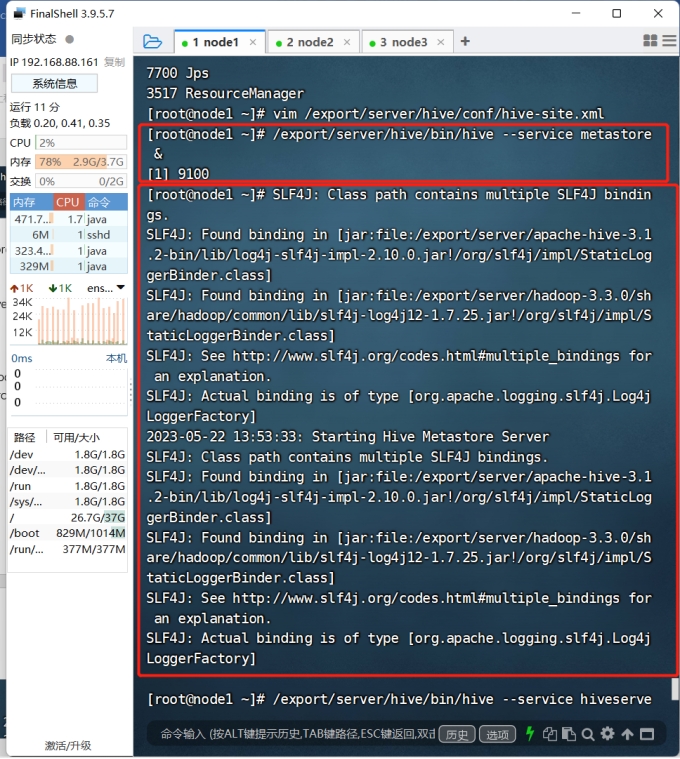 FinalShell 3.9.5.7
同步状态
IP 192.168.88.161 复制
系统信息
运行 11 分
负载 0.20, 0.41, 0.35
CPU 2%
内存 78% 2.9G/3.7G
交换 0% 0/2G
内存 CPU 命令
471.7... 1.7 java
6M 1 sshd
323.4... 1 java
329M 1 java
1K 1K ens...
34K
24K
12K
0ms 本机
0
0
0
路径 可用/大小
/dev 1.8G/1.8G
/dev/... 1.8G/1.8G
/run 1.8G/1.8G
/sys/... 1.8G/1.8G
/ 26.7G/37G
/boot 829M/1014M
/run/... 377M/377M
激活/升级
1 node1
2 node2
3 node3
7700 Jps
3517 ResourceManager
[root@node1 ~]# vim /export/server/hive/conf/hive-site.xml
[root@node1 ~]# /export/server/hive/bin/hive --service metastore
&
[1] 9100
[root@node1 ~]# SLF4J: Class path contains multiple SLF4J bindin
gs.
SLF4J: Found binding in [jar:file:/export/server/apache-hive-3.1
.2-bin/lib/log4j-slf4j-impl-2.10.0.jar!/org/slf4j/impl/StaticLog
gerBinder.class]
SLF4J: Found binding in [jar:file:/export/server/hadoop-3.3.0/sh
are/hadoop/common/lib/slf4j-log4j12-1.7.25.jar!/org/slf4j/impl/S
taticLoggerBinder.class]
SLF4J: See http://www.slf4j.org/codes.html#multiple_bindings for
an explanation.
SLF4J: Actual binding is of type [org.apache.logging.slf4j.Log4j
LoggerFactory]
2023-05-22 13:53:33: Starting Hive Metastore Server
SLF4J: Class path contains multiple SLF4J bindings.
SLF4J: Found binding in [jar:file:/export/server/apache-hive-3.1
.2-bin/lib/log4j-slf4j-impl-2.10.0.jar!/org/slf4j/impl/StaticLog
gerBinder.class]
SLF4J: Found binding in [jar:file:/export/server/hadoop-3.3.0/sh
are/hadoop/common/lib/slf4j-log4j12-1.7.25.jar!/org/slf4j/impl/S
taticLoggerBinder.class]
SLF4J: See http://www.slf4j.org/codes.html#multiple_bindings for
an explanation.
SLF4J: Actual binding is of type [org.apache.logging.slf4j.Log4j
LoggerFactory]
[root@node1 ~]# /export/server/hive/bin/hive --service hiveserve
命令输入 (按ALT键提示历史,TAB键路径,ESC键返回,双击 历史 选项